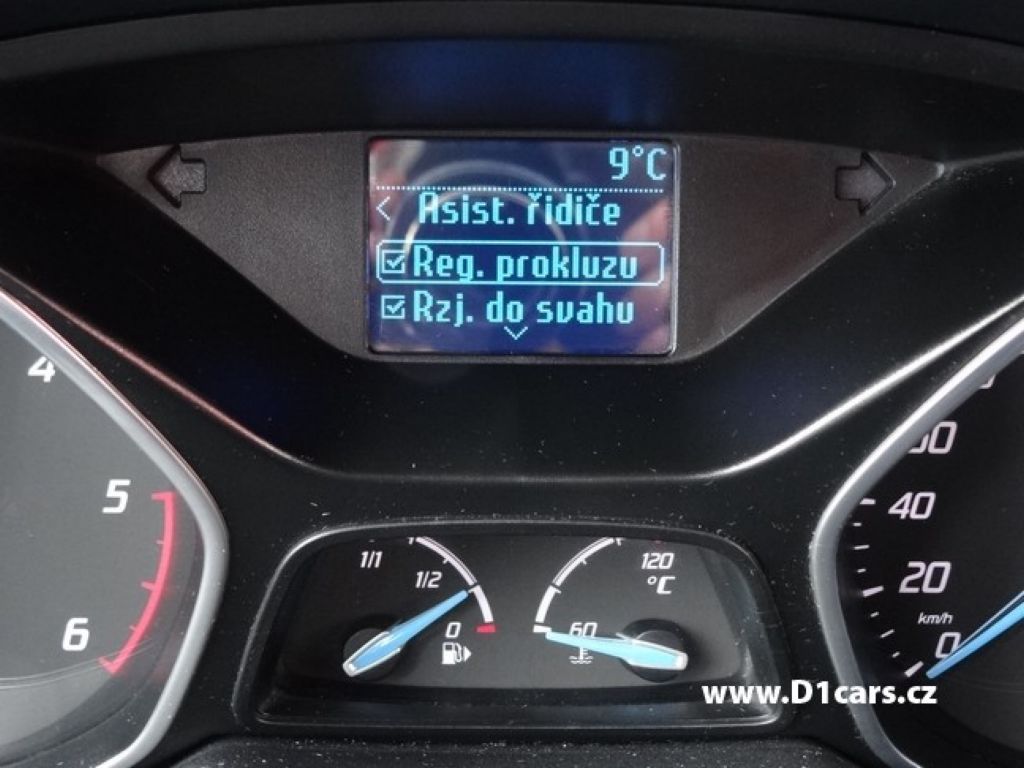 9°C
< Asist. řidiče
Reg. prokluzu
Rzj. do svahu
4
5
6
1/1
1/2
0
120
°C
60
40
20
km/h
0
www.D1cars.cz